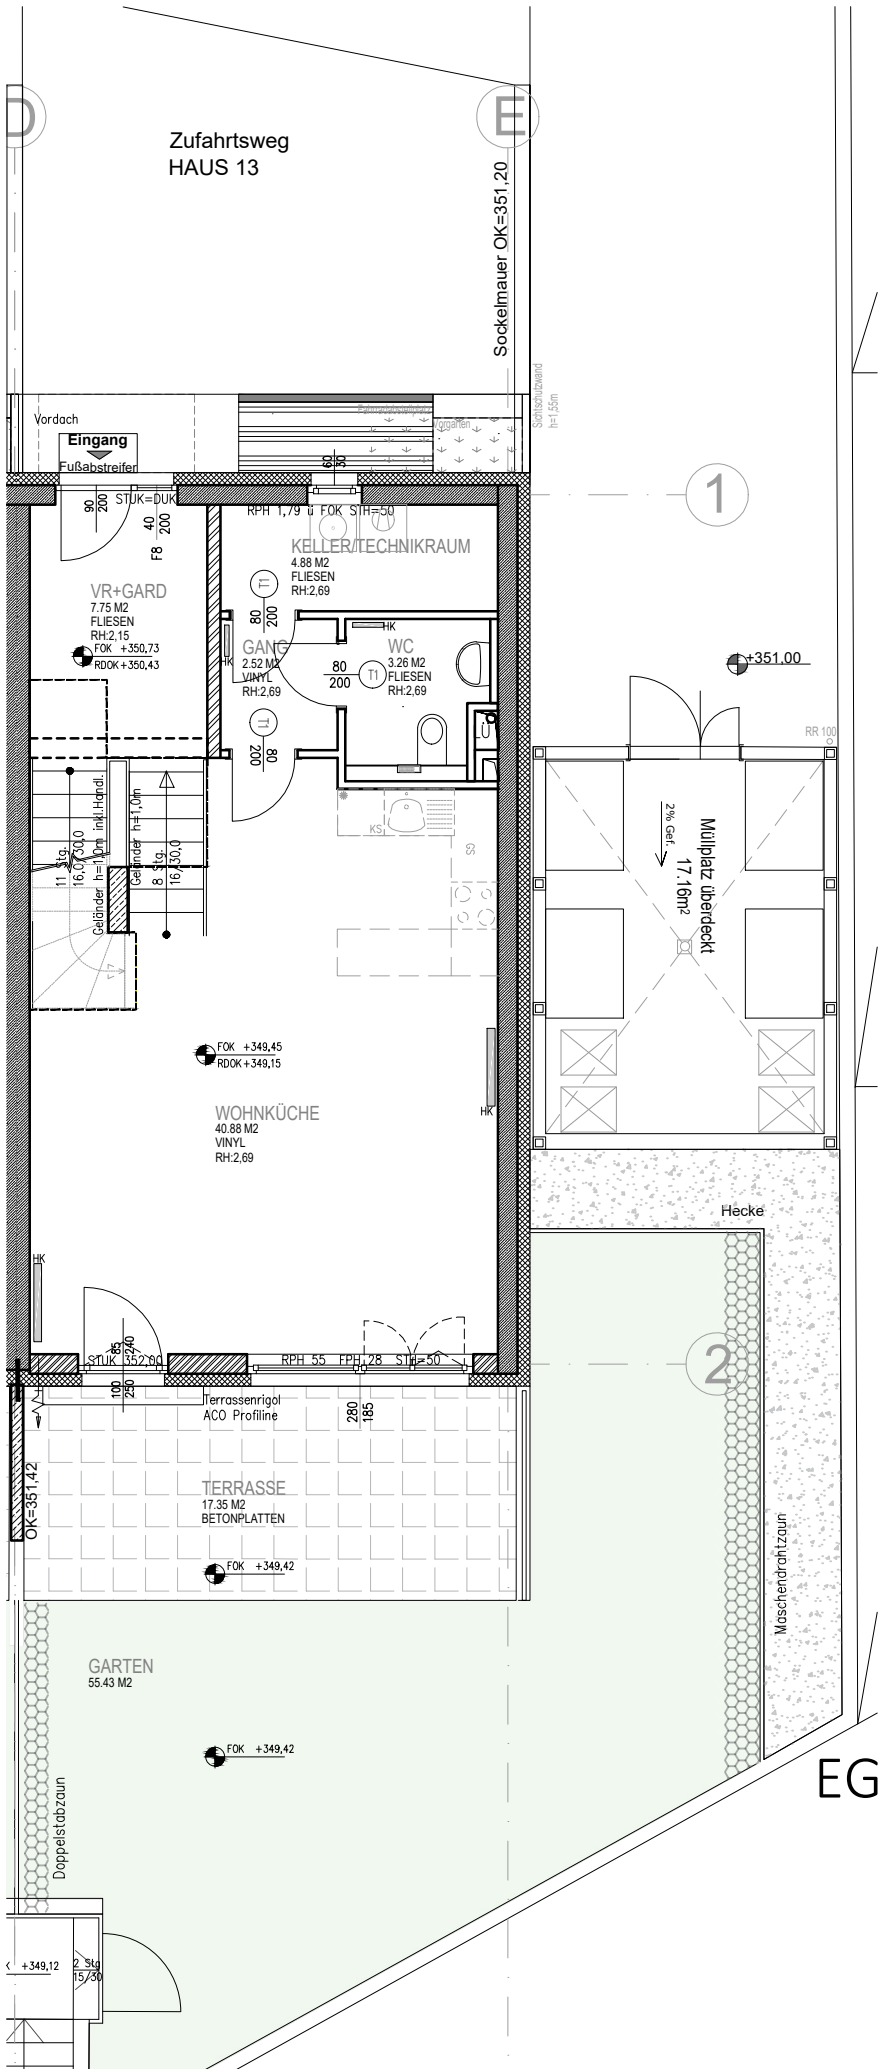 D
E
Zufahrtsweg
HAUS 13
Sockelmauer OK=351,20
Sichtschutzwand
h=1,55m
Vordach
Eingang
Fußabstreifer
Vorgarten
60
30
1
STUK=DUK
90
200
40
200
F8
RPH 1,79 ü FOK STH=50
KELLER/TECHNIKRAUM
4.88 M2
FLIESEN
RH:2,69
VR+GARD
7.75 M2
FLIESEN
RH:2,15
FOK +350,73
RDOK+350,43
T1
80
200
HK
HK
GANG
2.52 M2
VINYL
RH:2,69
WC
3.26 M2
FLIESEN
RH:2,69
80
200
T1
T1
80
200
LÜ
+351,00
RR 100
11 Stg.
16,0/30,0
Geländer h=1,0m inkl.Handl.
Geländer h=1,0m
8 Stg.
16/30,0
KS
GS
2% Gef.
Müllplatz überdeckt
17.16m²
FOK +349,45
RDOK+349,15
HK
WOHNKÜCHE
40.88 M2
VINYL
RH:2,69
Hecke
HK
85
240
STUK 352,00
RPH 55 FPH 28 STH=50
2
100
250
Terrassenrigol
ACO Profiline
280
185
OK=351,42
TERRASSE
17.35 M2
BETONPLATTEN
FOK +349,42
Maschendrahtzaun
GARTEN
55.43 M2
FOK +349,42
EG
Doppelstabzaun
K +349,12
2 Stg
15/30